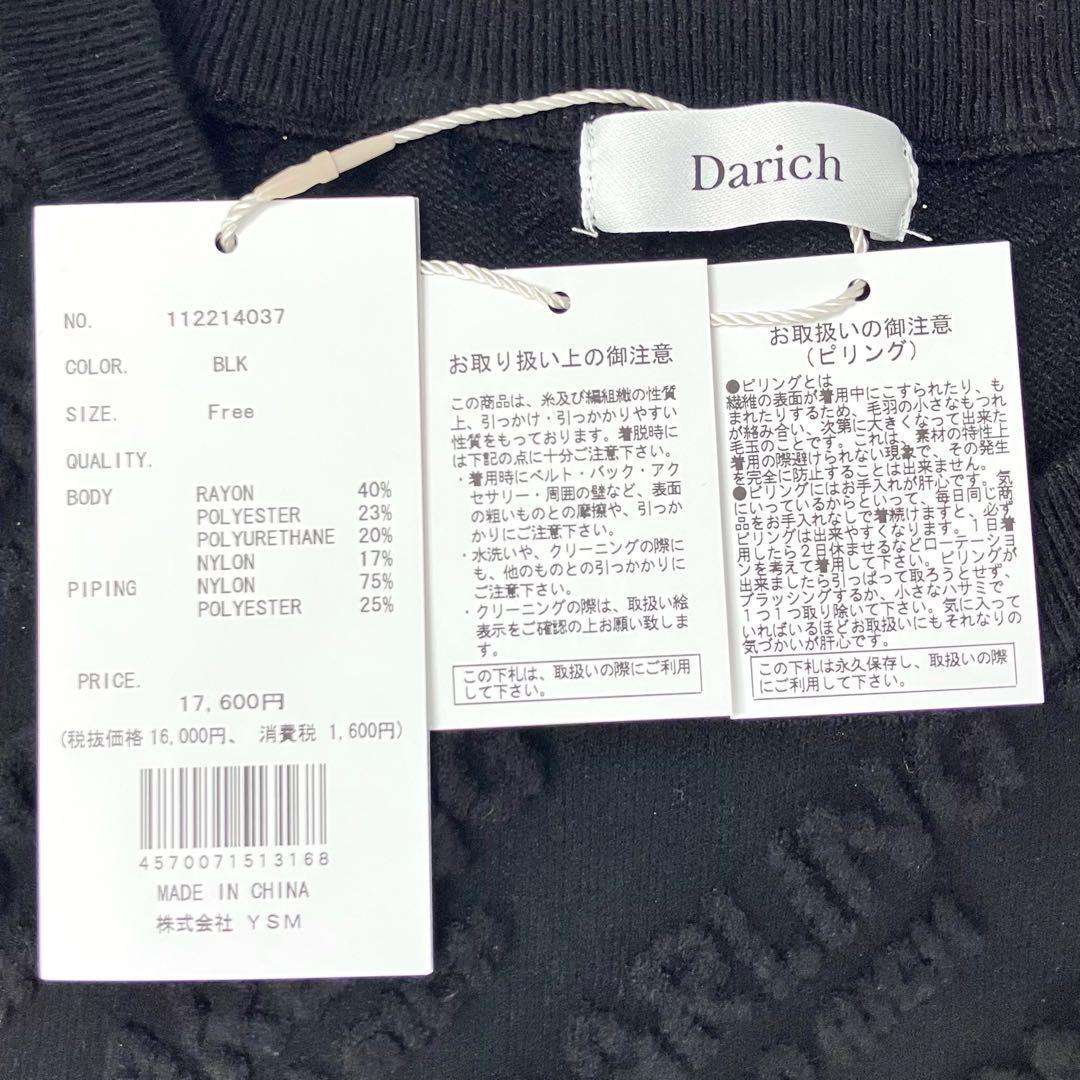 Darich
NO. 112214037
COLOR. BLK
SIZE. Free
QUALITY.
BODY RAYON 40%
POLYESTER 23%
POLYURETHANE 20%
NYLON 17%
PIPING NYLON 75%
POLYESTER 25%
PRICE.
17,600円
(税抜価格 16,000円、 消費税 1,600円)
4570071513168
MADE IN CHINA
株式会社 YSM
お取り扱い上の御注意
この商品は、糸及び編組織の性質
上、引っかけ・引っかかりやすい
性質をもっております。着脱時に
は下記の点に十分ご注意下さい。
・着用時にベルト・バック・アク
セサリー・周囲の壁など、表面
の粗いものとの摩擦や、引っか
かりにご注意下さい。
・水洗いや、クリーニングの際に
も、他のものとの引っかかりに
ご注意下さい。
・クリーニングの際は、取扱い絵
表示をご確認の上お願い致しま
す。
この下札は、取扱いの際にご利用
して下さい。
お取扱いの御注意
(ピリング)
●ピリングとは
繊維の表面が着用中にこすられたり、も
まれたりするため、毛羽の小さなもつれ
が絡み合い、次第に大きくなって出来た
毛玉のことです。これは、素材の特性上
着用の際避けられない現象で、その発生
を完全に防止することは出来ません。
●ピリングにはお手入れが肝心です。気
にいっているからといって、毎日同じ商
品をお手入れなしで着続けますと、必ず
ピリングは出来やすくなります。1日着
用したら2日休ませるなどローテーショ
ンを考えて着用して下さい。ピリングが
出来ましたら引っぱって取ろうとせず、
ブラッシングするか、小さなハサミで
1つ1つ取り除いて下さい。気に入って
いればいるほどお取扱いにもそれなりの
気づかいが肝心です。
この下札は永久保存し、取扱いの際
にご利用して下さい。
DARLING